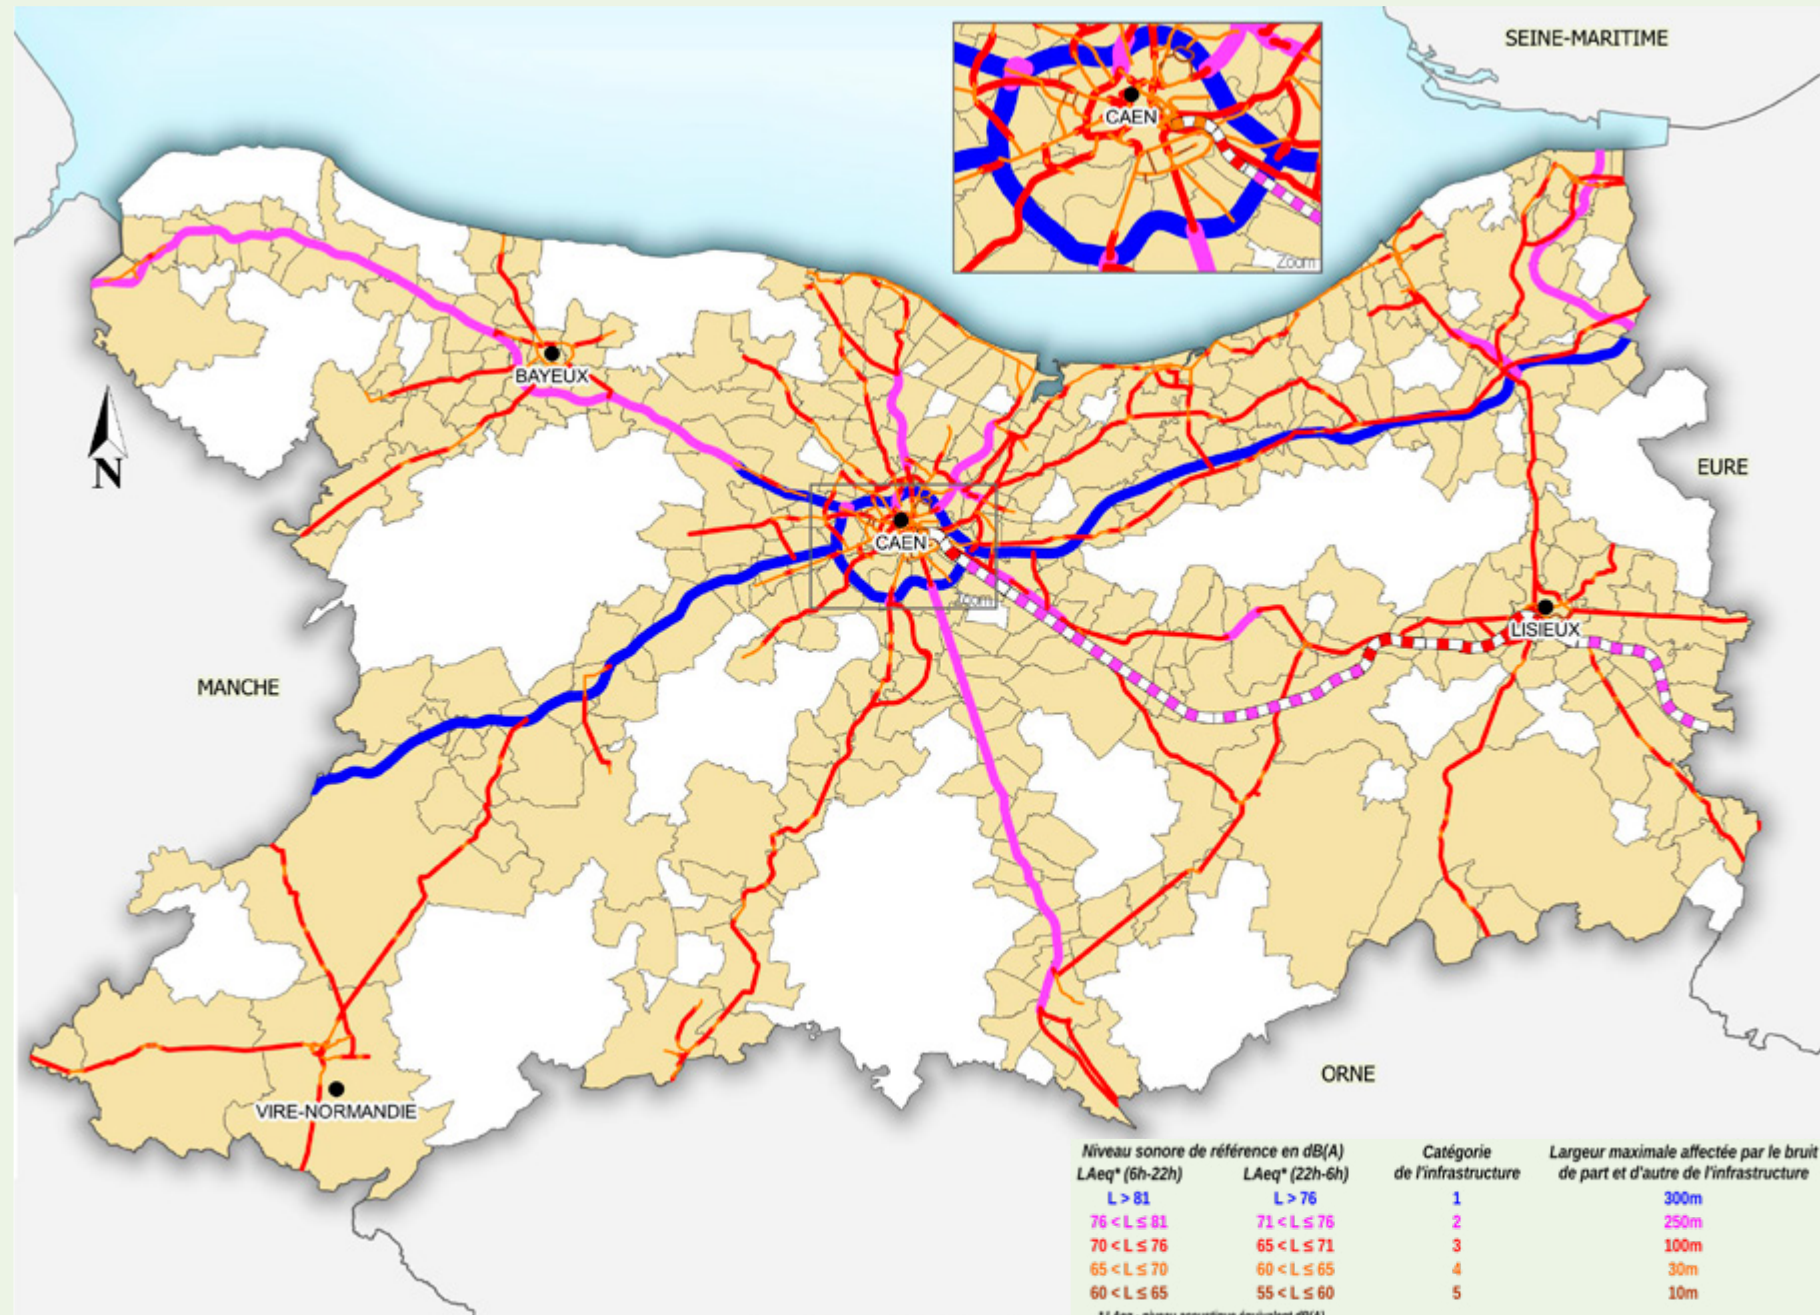 SEINE-MARITIME
CAEN
Zoom
BAYEUX
EURE
CAEN
Zoom
LISIEUX
MANCHE
N
ORNE
VIRE-NORMANDIE
Niveau sonore de référence en dB(A) Catégorie Largeur maximale affectée par le bruit
LAeq* (6h-22h) LAeq* (22h-6h) de l'infrastructure de part et d'autre de l'infrastructure
L > 81 L > 76 1 300m
76 < L ≤ 81 71 < L ≤ 76 2 250m
70 < L ≤ 76 65 < L ≤ 71 3 100m
65 < L ≤ 70 60 < L ≤ 65 4 30m
60 < L ≤ 65 55 < L ≤ 60 5 10m